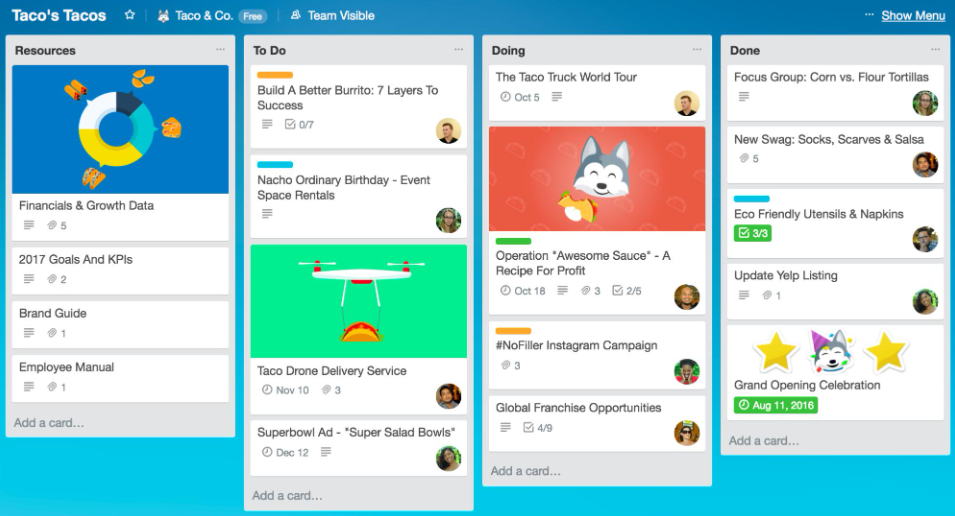 Taco's Tacos
Taco & Co. Free
Team Visible
... Show Menu
Resources ...
Financials & Growth Data
5
2017 Goals And KPIs
2
Brand Guide
1
Employee Manual
1
Add a card...
To Do ...
Build A Better Burrito: 7 Layers To
Success
0/7
Nacho Ordinary Birthday - Event
Space Rentals
Taco Drone Delivery Service
Nov 10 3
Superbowl Ad - "Super Salad Bowls"
Dec 12
Add a card...
Doing ...
The Taco Truck World Tour
Oct 5
Operation "Awesome Sauce" - A
Recipe For Profit
Oct 18 3 2/5
#NoFiller Instagram Campaign
3
Global Franchise Opportunities
4/9
Add a card...
Done ...
Focus Group: Corn vs. Flour Tortillas
New Swag: Socks, Scarves & Salsa
5
Eco Friendly Utensils & Napkins
3/3
Update Yelp Listing
1
Grand Opening Celebration
Aug 11, 2016
Add a card...